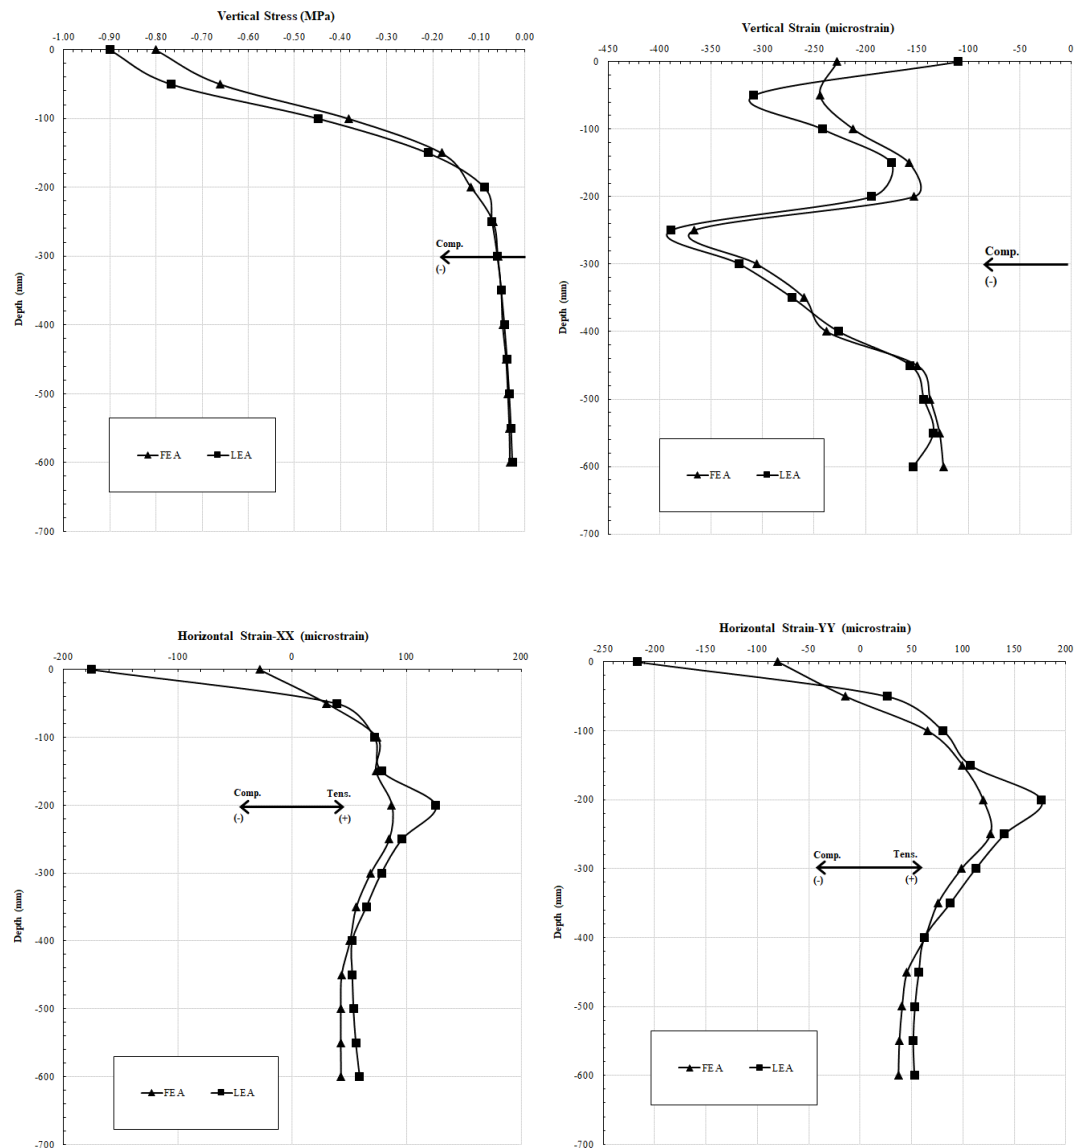 Vertical Stress (MPa)
-1.00 -0.90 -0.80 -0.70 -0.60 -0.50 -0.40 -0.30 -0.20 -0.10 0.00
0
-100
-200
-300
-400
-500
-600
-700
Depth (mm)
Comp.
(-)
FEA LEA
Vertical Strain (microstrain)
-450 -400 -350 -300 -250 -200 -150 -100 -50 0
0
-100
-200
-300
-400
-500
-600
-700
Depth (mm)
Comp.
(-)
FEA LEA
Horizontal Strain-XX (microstrain)
-200 -100 0 100 200
0
-100
-200
-300
-400
-500
-600
-700
Depth (mm)
Comp. Tens.
(-) (+)
FEA LEA
Horizontal Strain-YY (microstrain)
-250 -200 -150 -100 -50 0 50 100 150 200
0
-100
-200
-300
-400
-500
-600
-700
Depth (mm)
Comp. Tens.
(-) (+)
FEA LEA